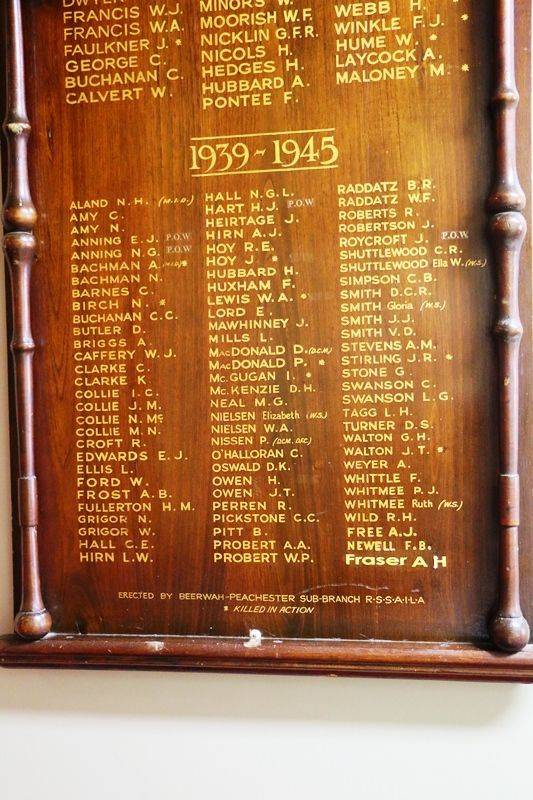 FRANCIS W.J.
FRANCIS W.A.
FAULKNER J. *
GEORGE C.
BUCHANAN C.
CALVERT W.
MINORS W.
MOORISH W.F.
NICKLIN G.F.R.
NICOLS H.
HEDGES H.
HUBBARD A.
PONTEE F.
WEBB H. *
WINKLE F.J. *
HUME W. *
LAYCOCK A.
MALONEY M. *
1939 ~ 1945
ALAND N.H. (M.I.D.)
AMY C.
AMY N.
ANNING E.J. P.O.W
ANNING N.G. P.O.W
BACHMAN A. (M.I.D.) *
BACHMAN N.
BARNES C.
BIRCH N. *
BUCHANAN C.C.
BUTLER D.
BRIGGS A.
CAFFERY W.J.
CLARKE C.
CLARKE K.
COLLIE I.C.
COLLIE J.M.
COLLIE N.Mc
COLLIE M.N.
CROFT R.
EDWARDS E.J.
ELLIS L.
FORD W.
FROST A.B.
FULLERTON H.M.
GRIGOR N.
GRIGOR W.
HALL C.E.
HIRN L.W.
HALL N.G.L.
HART H.J. P.O.W
HEIRTAGE J.
HIRN A.J.
HOY R.E.
HOY J. *
HUBBARD H.
HUXHAM F.
LEWIS W.A. *
LORD E.
MAWHINNEY J.
MILLS L.
MacDONALD D. (D.C.M.)
MacDONALD P. *
Mc.GUGAN I. *
Mc.KENZIE D.H.
NEAL M.G.
NIELSEN Elizabeth (W.S.)
NIELSEN W.A.
NISSEN P. (D.C.M. D.F.C.)
O'HALLORAN C.
OSWALD D.K.
OWEN H.
OWEN J.T.
PERREN R.
PICKSTONE C.C.
PITT B.
PROBERT A.A.
PROBERT W.P.
RADDATZ B.R.
RADDATZ W.F.
ROBERTS R.
ROBERTSON J.
ROYCROFT J. P.O.W.
SHUTTLEWOOD C.R.
SHUTTLEWOOD Ella W. (W.S.)
SIMPSON C.B.
SMITH D.C.R.
SMITH Gloria (W.S.)
SMITH J.J.
SMITH V.D.
STEVENS A.M.
STIRLING J.R. *
STONE G.
SWANSON C.
SWANSON L.G.
TAGG L.H.
TURNER D.S.
WALTON G.H.
WALTON J.T. *
WEYER A.
WHITTLE F.
WHITMEE P.J.
WHITMEE Ruth (W.S.)
WILD R.H.
FREE A.J.
NEWELL F.B.
Fraser A H
ERECTED BY BEERWAH-PEACHESTER SUB-BRANCH R·S·S·A·I·L·A
* KILLED IN ACTION